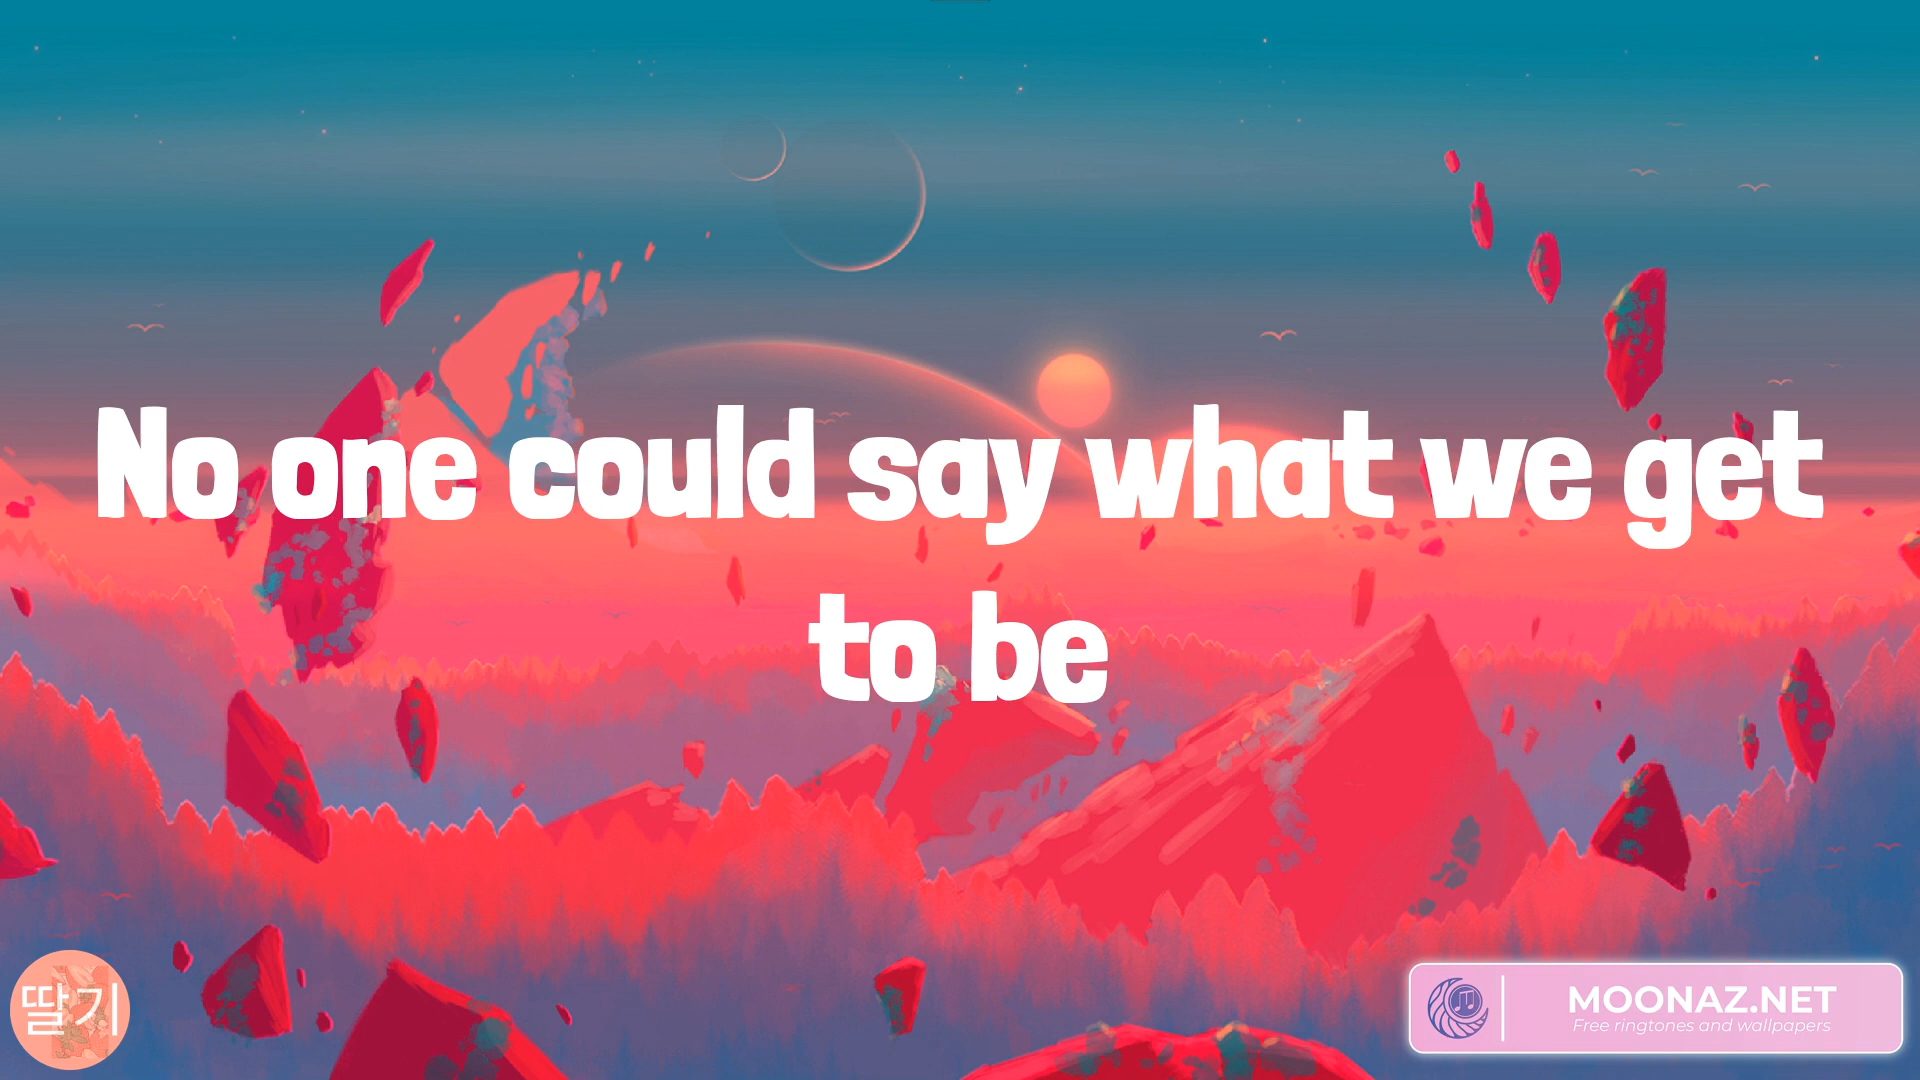 No one could say what we get
to be
딸기
MOONAZ.NET
Free ringtones and wallpapers